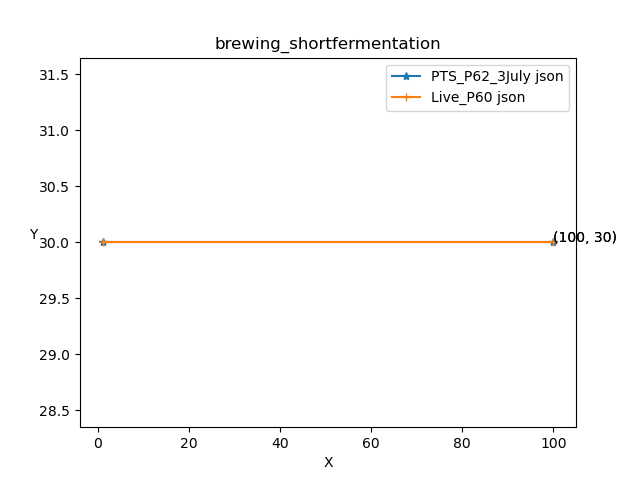 brewing_shortfermentation
PTS_P62_3July json
Live_P60 json
31.5
31.0
30.5
Y
30.0
(100, 30)
29.5
29.0
28.5
0
20
40
60
80
100
X